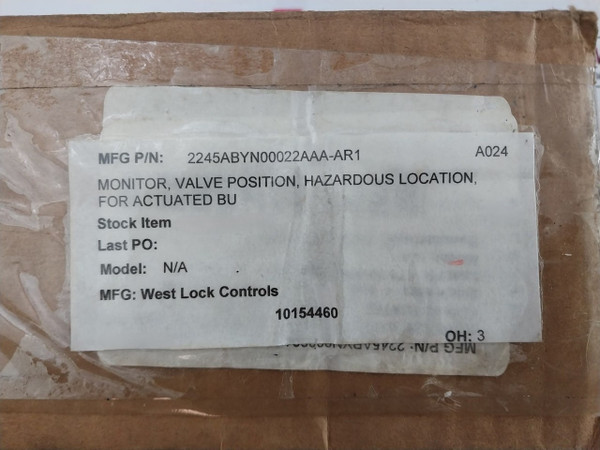 MFG P/N: 2245ABYN00022AAA-AR1 A024
MONITOR, VALVE POSITION, HAZARDOUS LOCATION,
FOR ACTUATED BU
Stock Item
Last PO:
Model: N/A
MFG: West Lock Controls
10154460
OH: 3
MFG P/N: